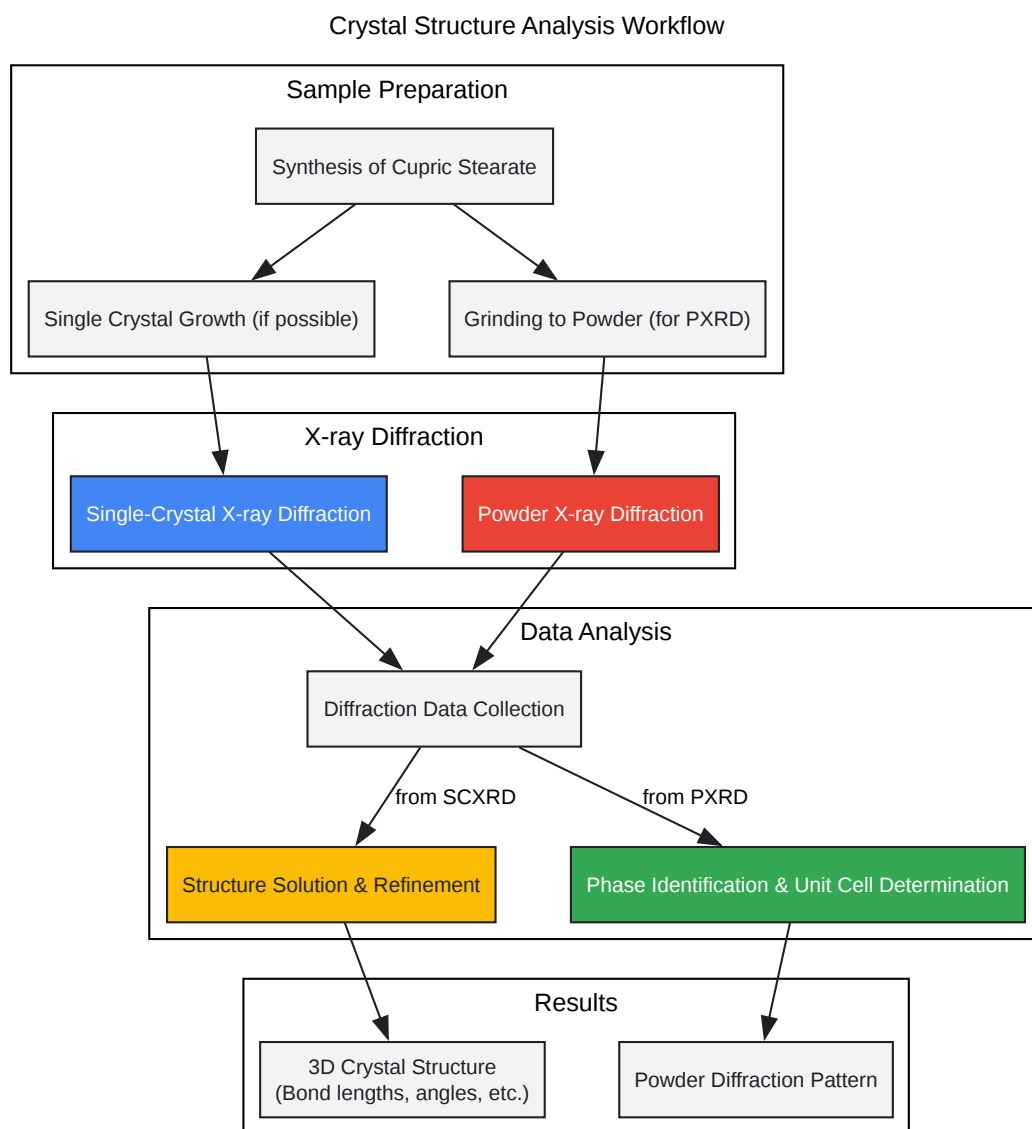 Crystal Structure Analysis Workflow
Sample Preparation
Synthesis of Cupric Stearate
Single Crystal Growth (if possible)
Grinding to Powder (for PXRD)
X-ray Diffraction
Single-Crystal X-ray Diffraction
Powder X-ray Diffraction
Data Analysis
Diffraction Data Collection
from SCXRD
from PXRD
Structure Solution & Refinement
Phase Identification & Unit Cell Determination
Results
3D Crystal Structure
(Bond lengths, angles, etc.)
Powder Diffraction Pattern